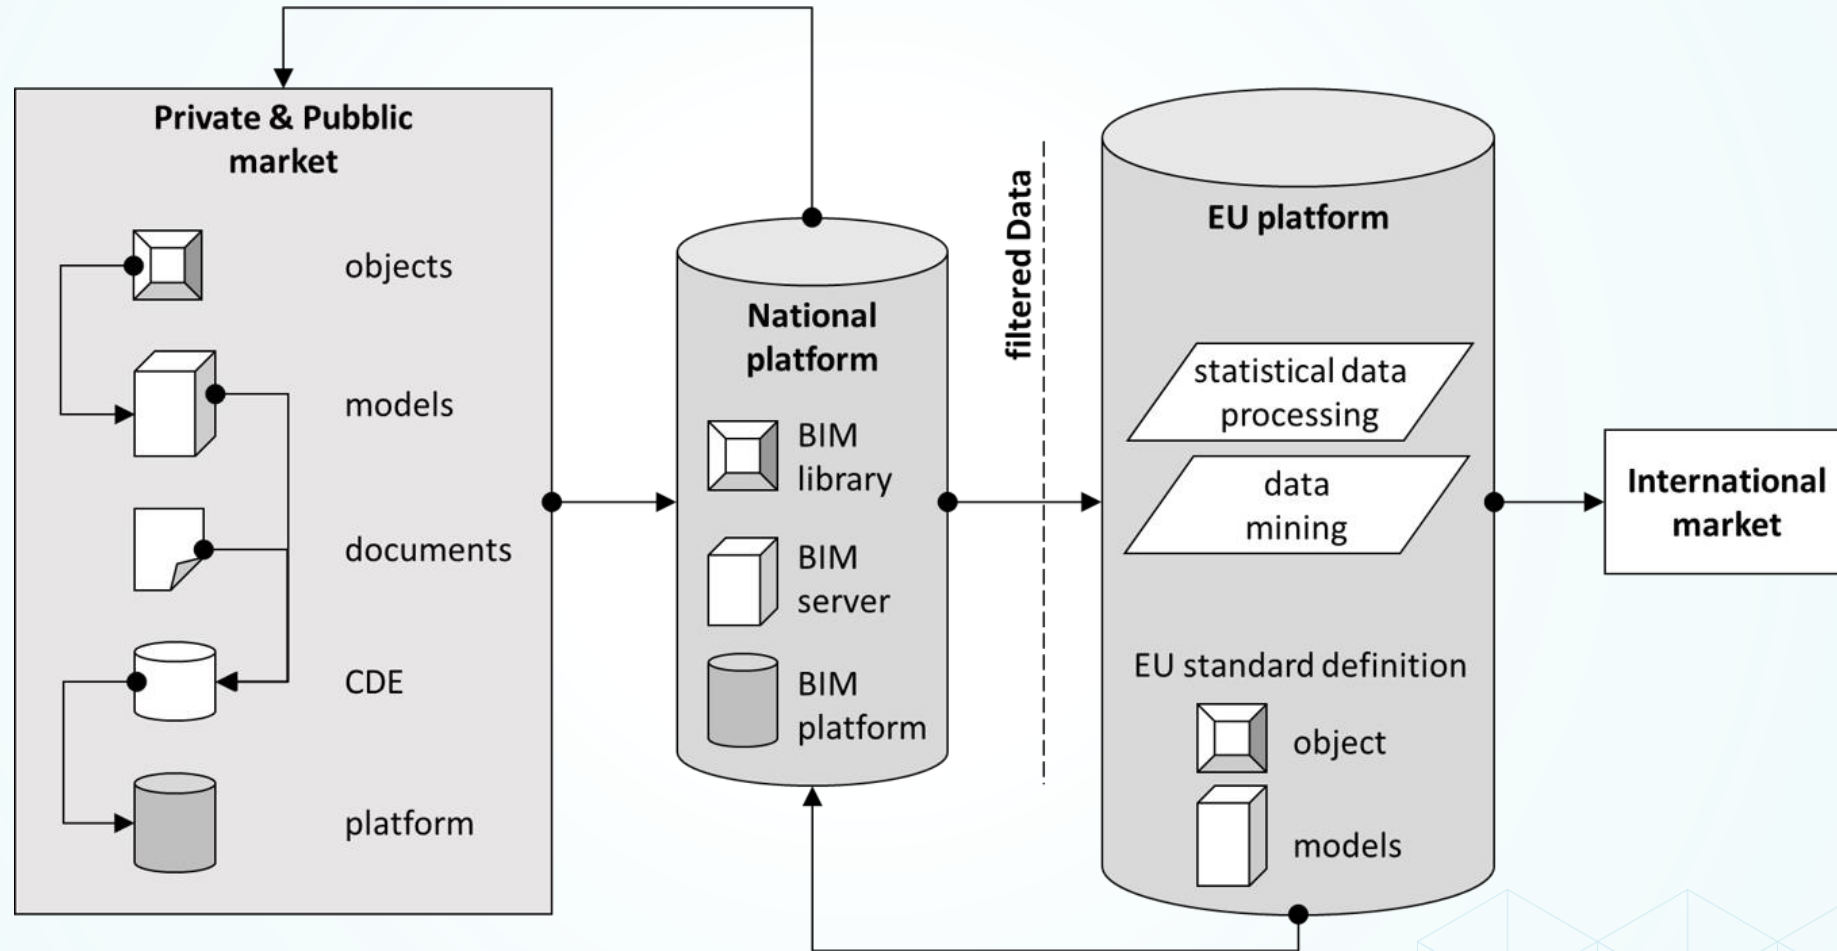 Private & Pubblic
market
objects
models
documents
CDE
platform
National
platform
BIM
library
BIM
server
BIM
platform
filtered Data
EU platform
statistical data
processing
data
mining
EU standard definition
object
models
International
market